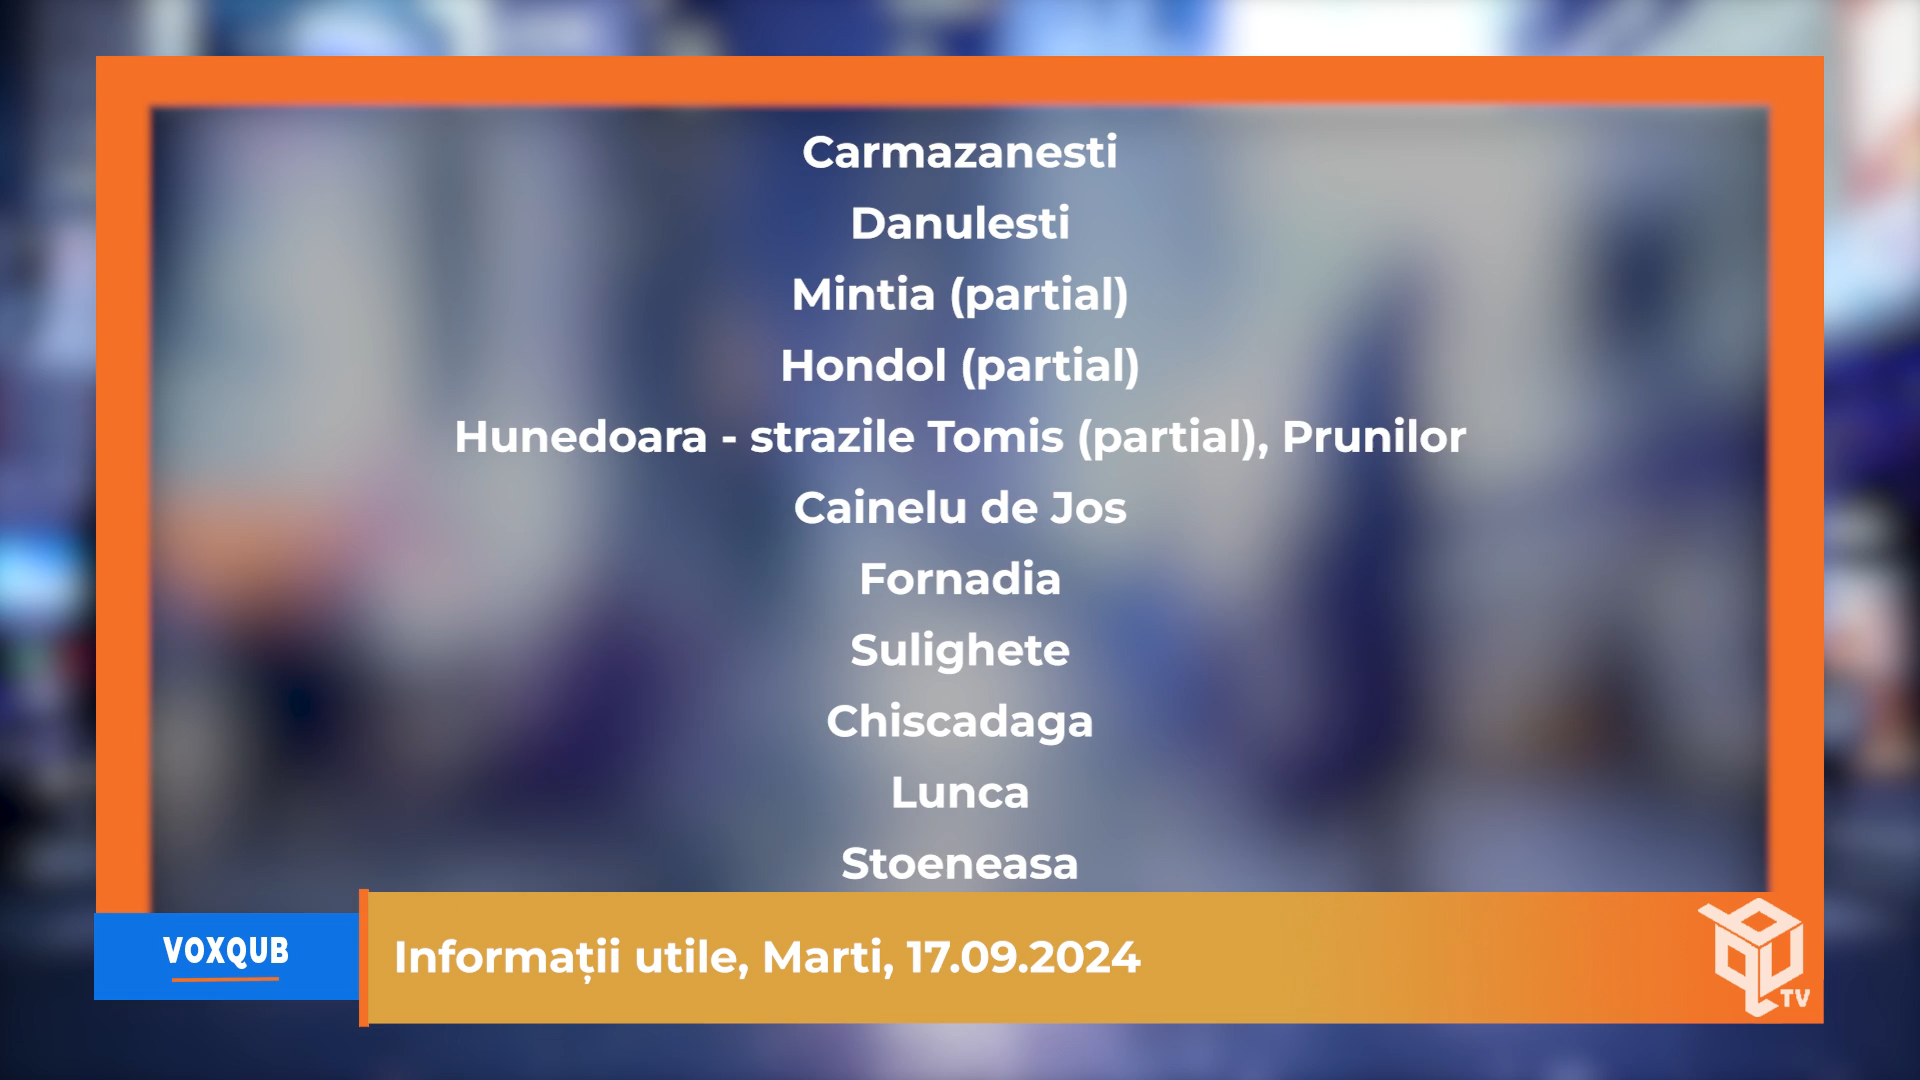 Carmazanesti
Danulesti
Mintia (partial)
Hondol (partial)
Hunedoara - strazile Tomis (partial), Prunilor
Cainelu de Jos
Fornadia
Sulighete
Chiscadaga
Lunca
Stoeneasa
VOXQUB
Informații utile, Marti, 17.09.2024
TV